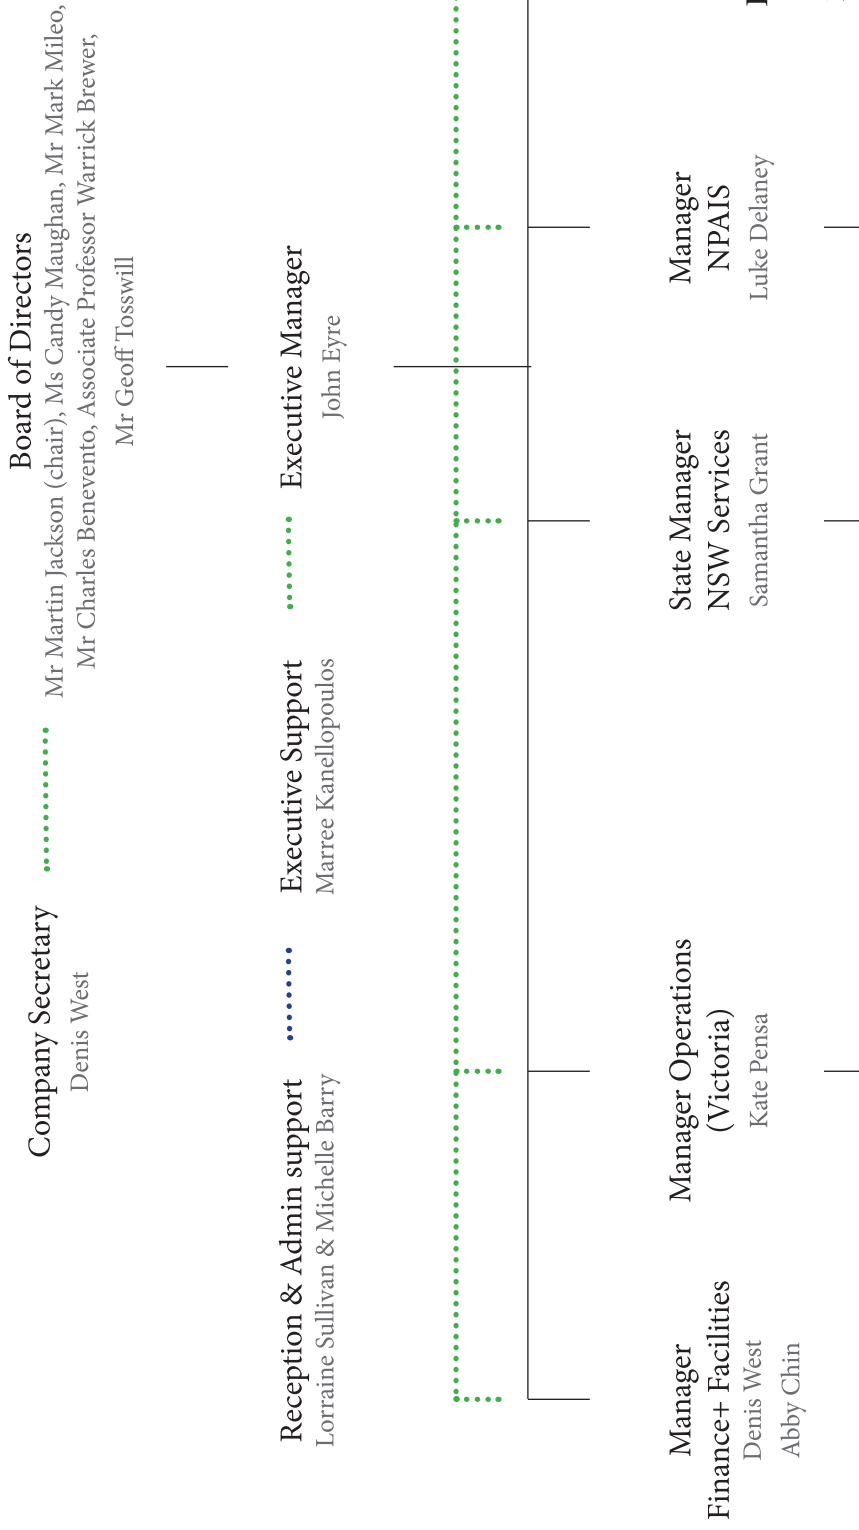 Board of Directors
Mr Martin Jackson (chair), Ms Candy Maughan, Mr Mark Mileo,
Mr Charles Benevento, Associate Professor Warrick Brewer,
Mr Geoff Tosswill
Company Secretary
Denis West
Reception & Admin support
Lorraine Sullivan & Michelle Barry
Executive Support
Marree Kanellopoulos
Executive Manager
John Eyre
Manager
Finance+ Facilities
Denis West
Abby Chin
Manager Operations
(Victoria)
Kate Pensa
State Manager
NSW Services
Samantha Grant
Manager
NPAIS
Luke Delaney